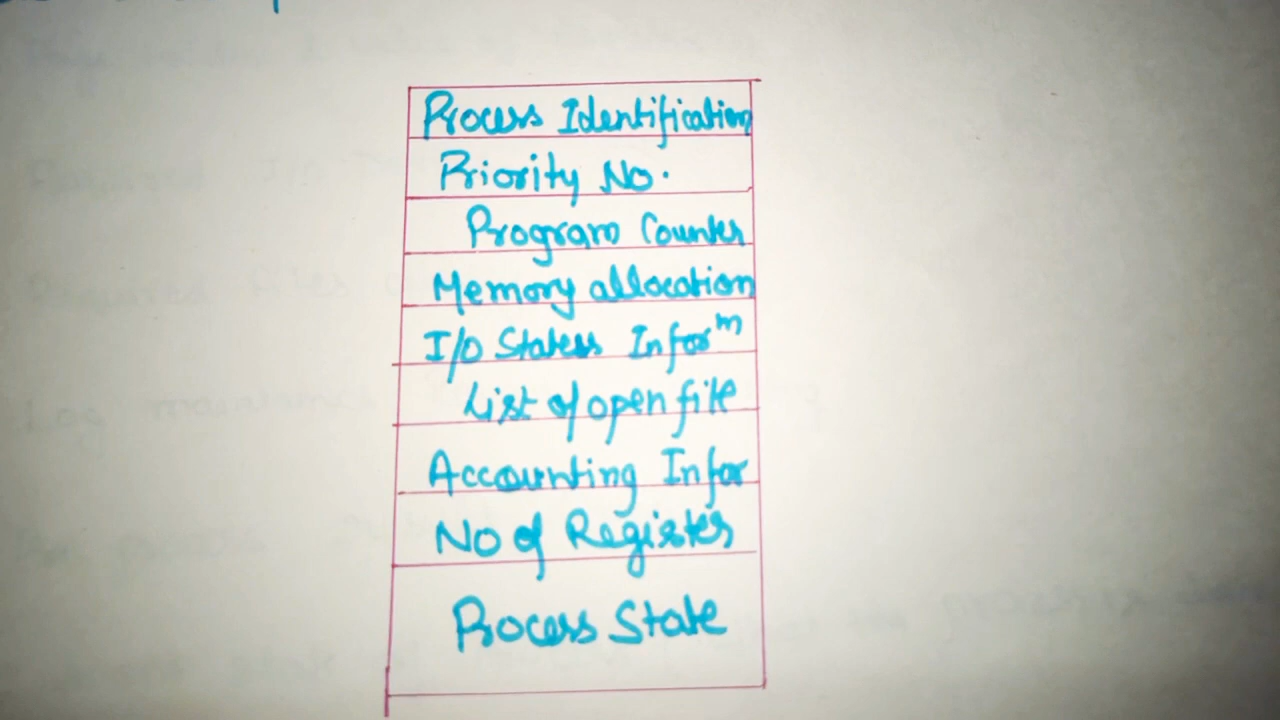 Process Identification
Priority No.
Program Counter
Memory allocation
I/O States Inforᵐ
List of open file
Accounting Infor
No of Register
Process State